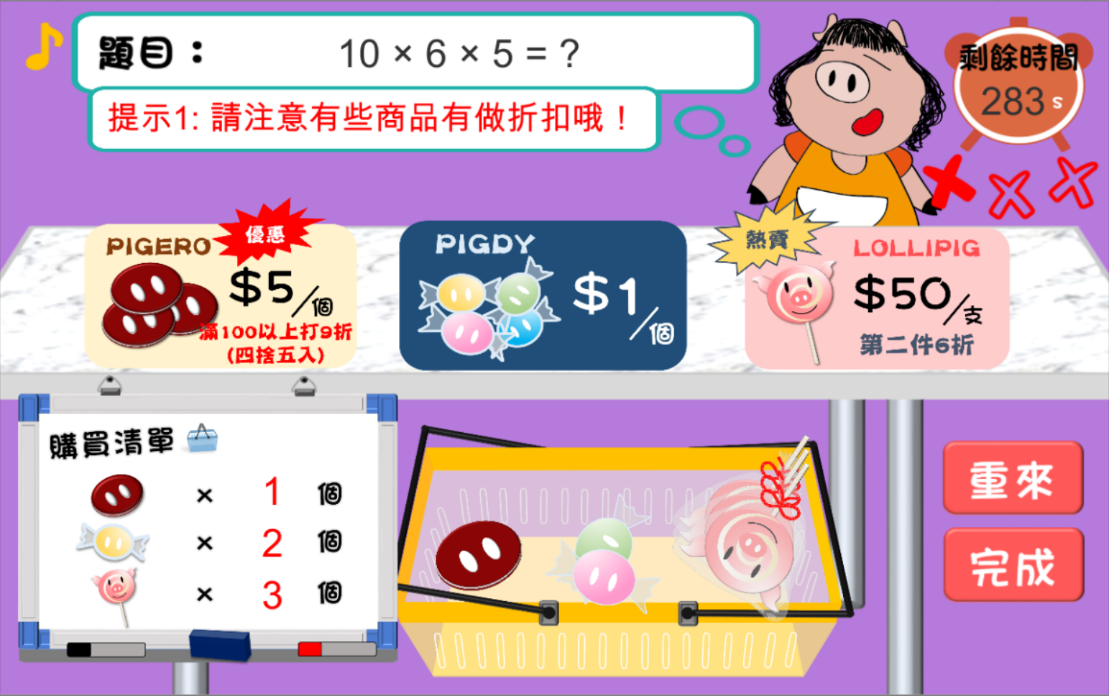 題目：
10 × 6 × 5 = ?
提示1: 請注意有些商品有做折扣哦！
剩餘時間
283 s
PIGERO
優惠
$5/個
滿100以上打9折
(四捨五入)
PIGDY
$1/個
熱賣
LOLLIPIG
$50/支
第二件6折
購買清單
× 1 個
× 2 個
× 3 個
重來
完成